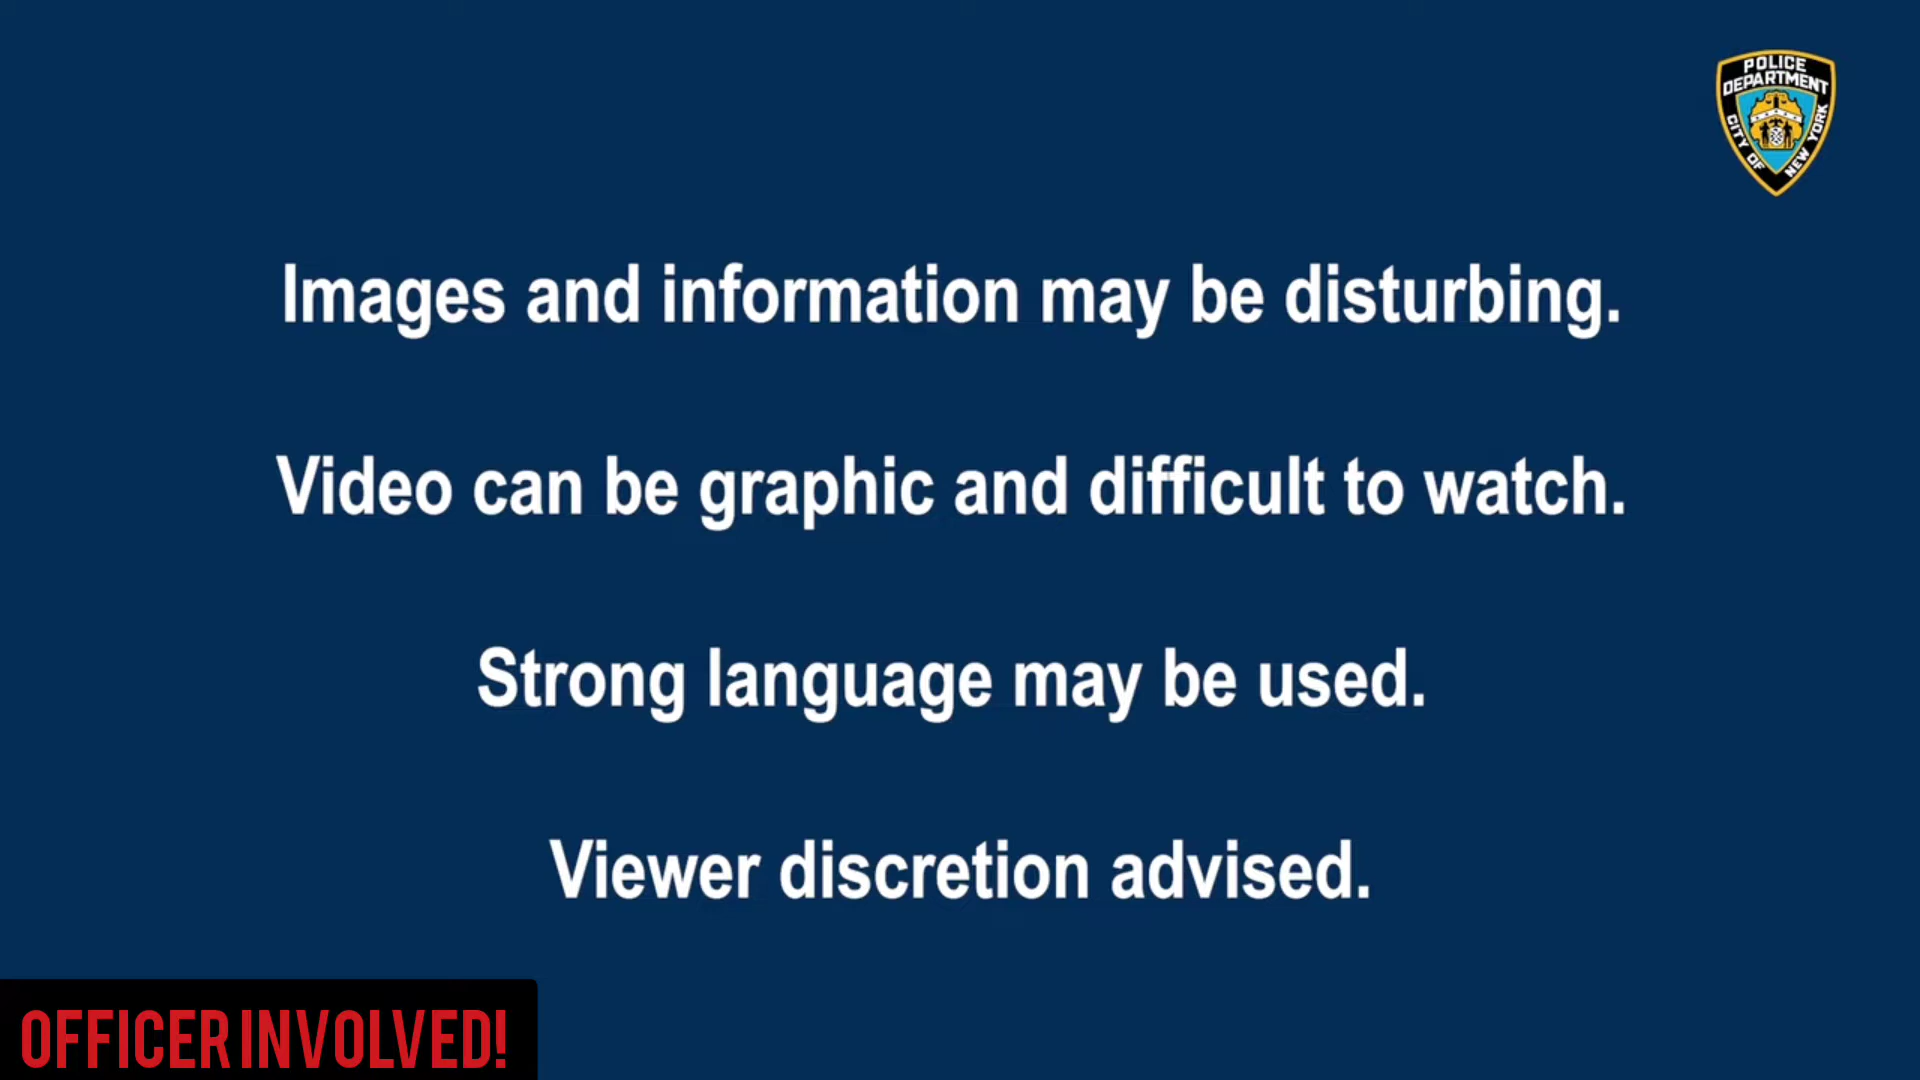 POLICE
DEPARTMENT
CITY OF
NEW YORK
Images and information may be disturbing.
Video can be graphic and difficult to watch.
Strong language may be used.
Viewer discretion advised.
OFFICER INVOLVED!